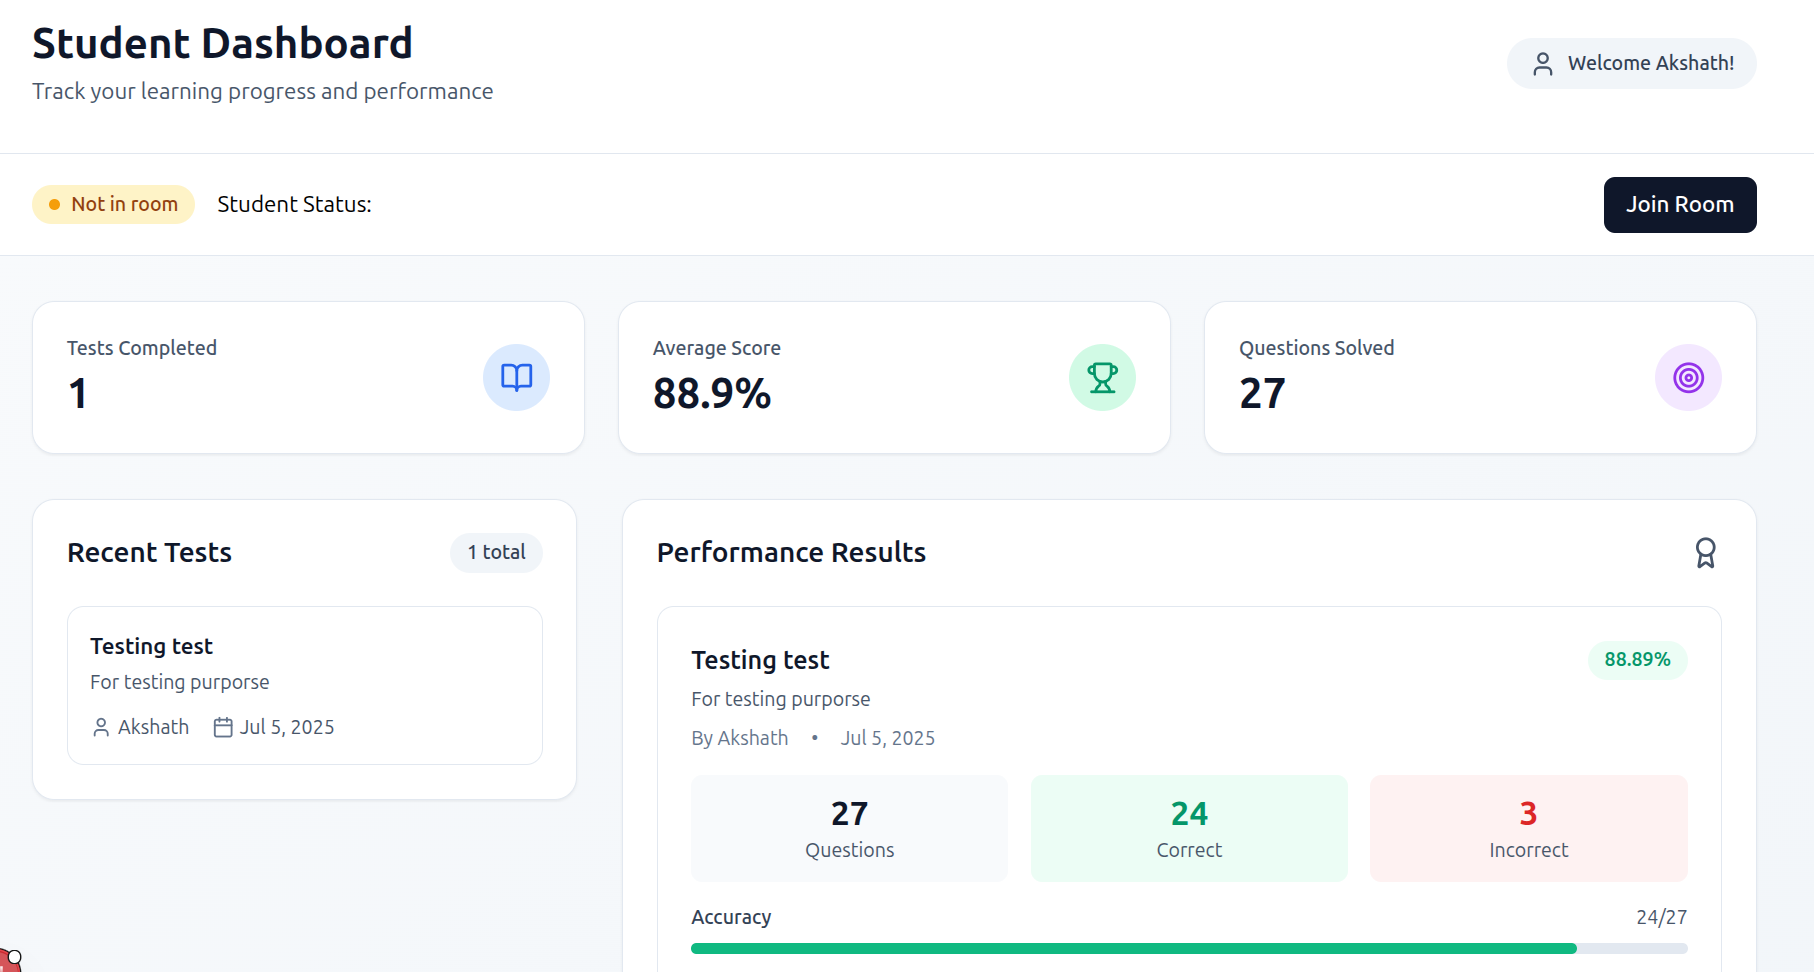 Student Dashboard
Track your learning progress and performance
Welcome Akshath!
Not in room
Student Status:
Join Room
Tests Completed
1
Average Score
88.9%
Questions Solved
27
Recent Tests
1 total
Testing test
For testing purporse
Akshath
Jul 5, 2025
Performance Results
Testing test
88.89%
For testing purporse
By Akshath • Jul 5, 2025
27
Questions
24
Correct
3
Incorrect
Accuracy
24/27